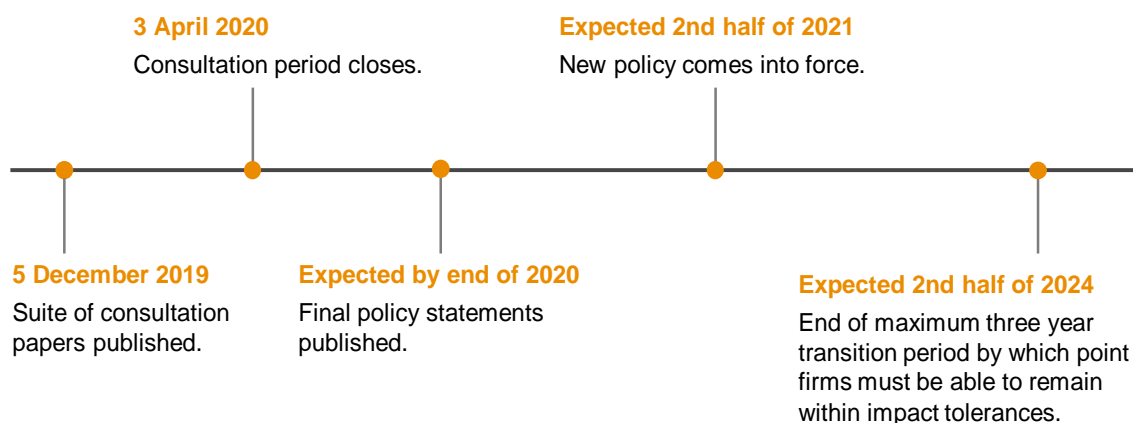 3 April 2020
Consultation period closes.
Expected 2nd half of 2021
New policy comes into force.
5 December 2019
Suite of consultation
papers published.
Expected by end of 2020
Final policy statements
published.
Expected 2nd half of 2024
End of maximum three year
transition period by which point
firms must be able to remain
within impact tolerances.